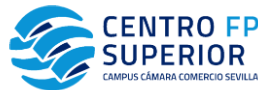 CENTRO FP
SUPERIOR
CAMPUS CÁMARA COMERCIO SEVILLA